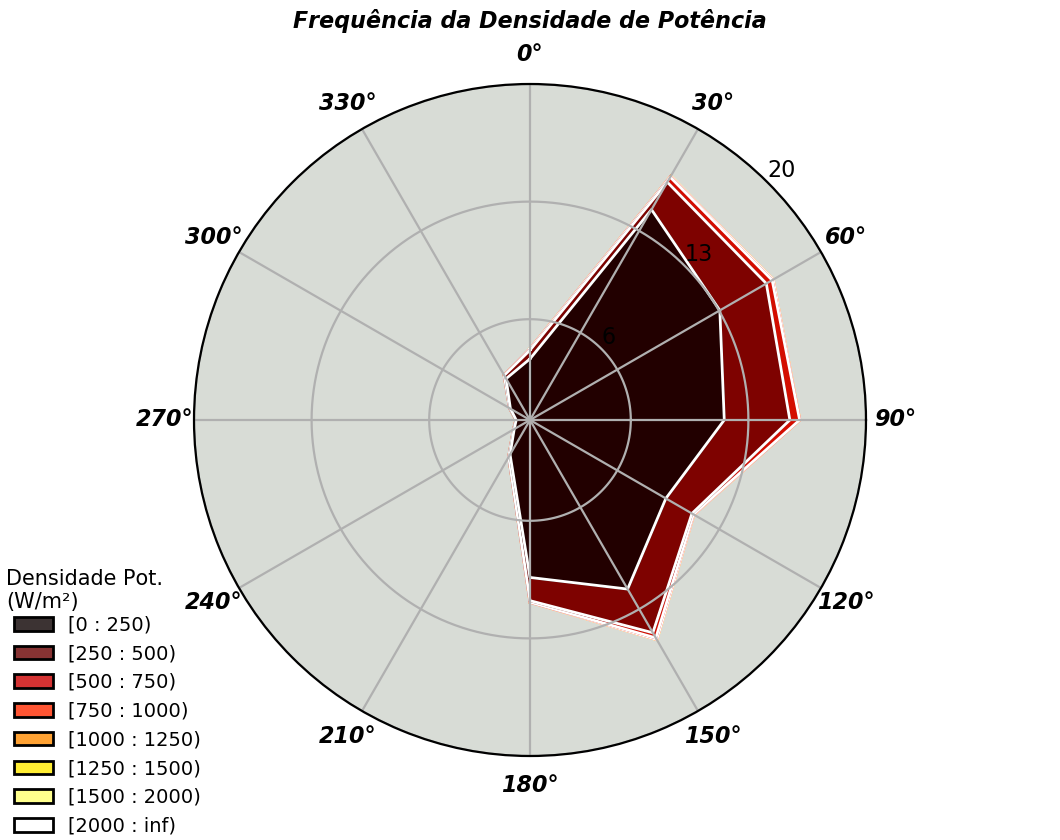 Frequência da Densidade de Potência
0°
330°
30°
20
300°
60°
13
6
270°
90°
240°
120°
210°
150°
180°
Densidade Pot.
(W/m²)
[0 : 250)
[250 : 500)
[500 : 750)
[750 : 1000)
[1000 : 1250)
[1250 : 1500)
[1500 : 2000)
[2000 : inf)